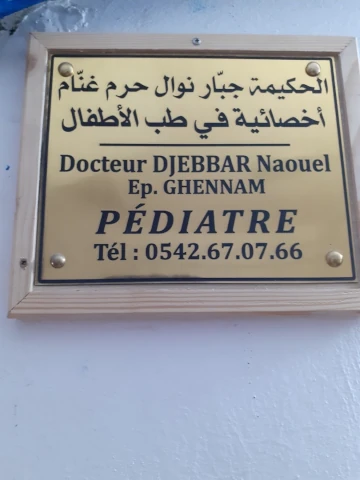 الحكيمة جبّار نوال حرم غنّام
أخصائية في طب الأطفال
Docteur DJEBBAR Naouel
Ep. GHENNAM
PÉDIATRE
Tél : 0542.67.07.66